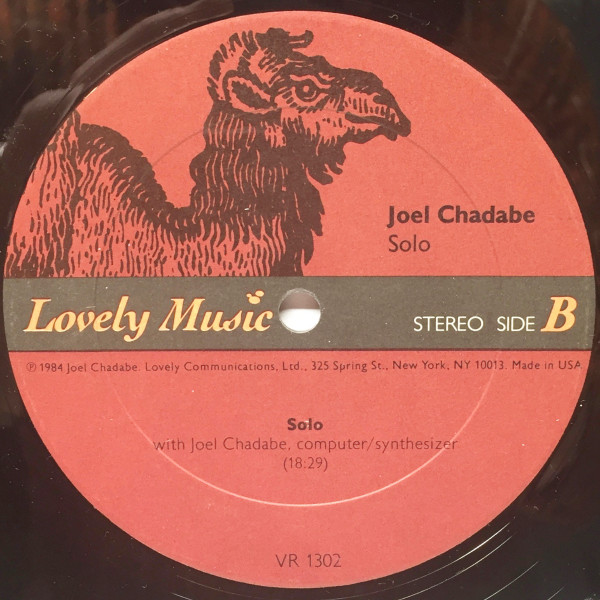 Joel Chadabe
Solo
Lovely Music
STEREO SIDE B
℗ 1984 Joel Chadabe. Lovely Communications, Ltd., 325 Spring St., New York, NY 10013. Made in USA.
Solo
with Joel Chadabe, computer/synthesizer
(18:29)
VR 1302